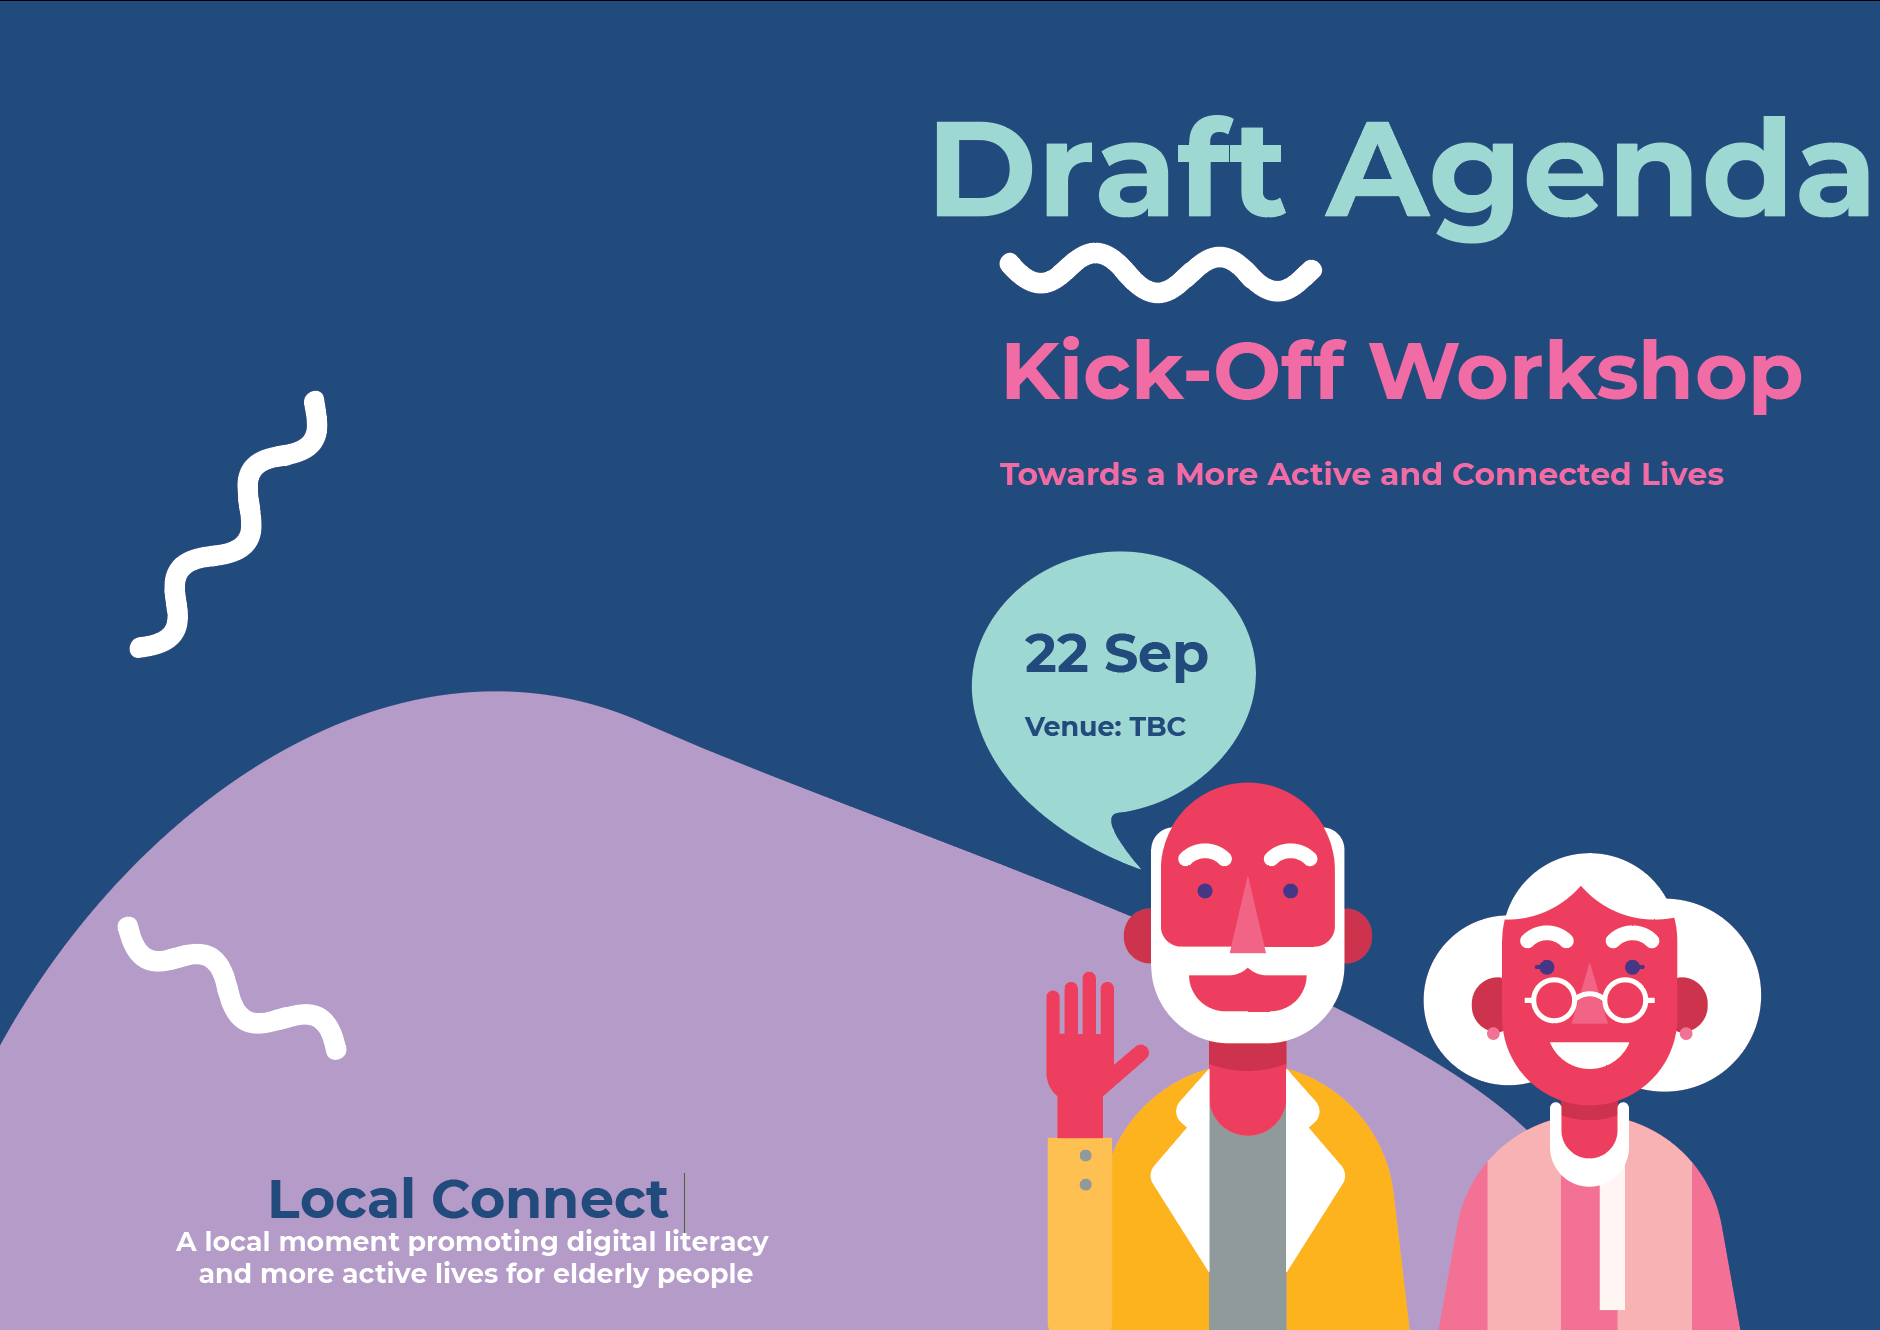 Draft Agenda
Kick-Off Workshop
Towards a More Active and Connected Lives
22 Sep
Venue: TBC
Local Connect
A local moment promoting digital literacy
and more active lives for elderly people